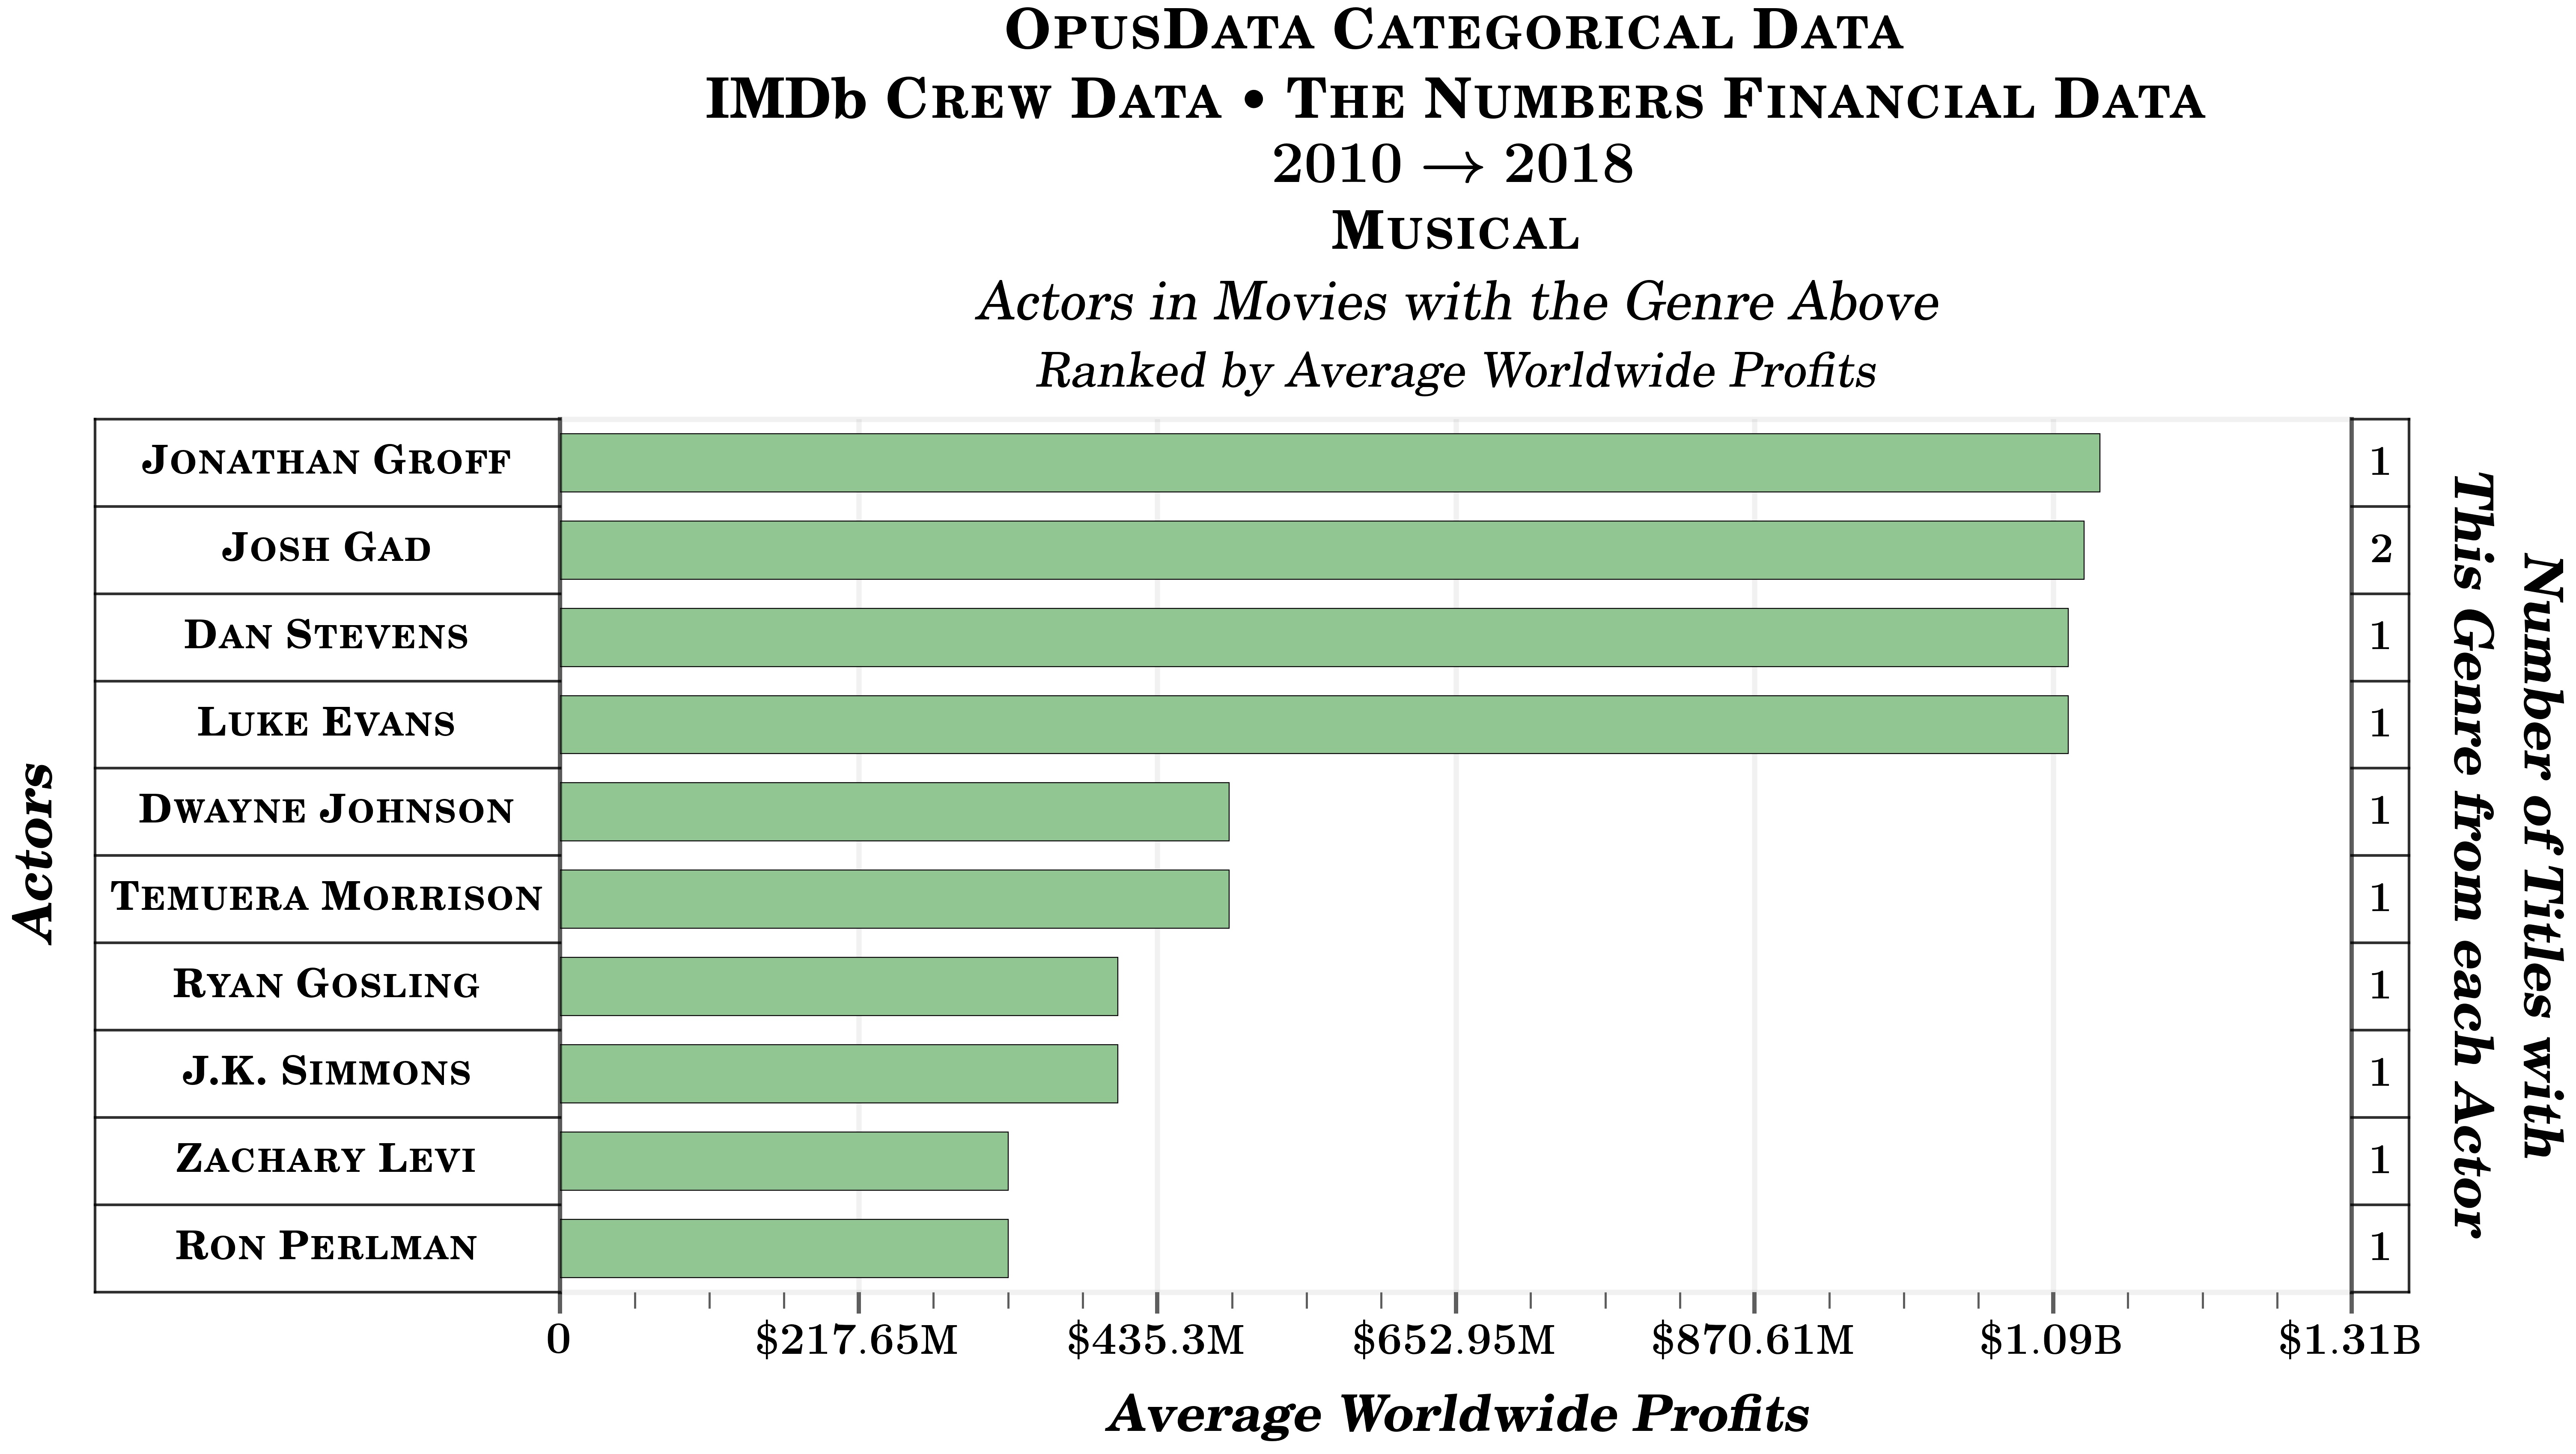 OpusData Categorical Data
IMDb Crew Data • The Numbers Financial Data
2010 → 2018
Musical
Actors in Movies with the Genre Above
Ranked by Average Worldwide Profits
Actors
Jonathan Groff 1
Josh Gad 2
Dan Stevens 1
Luke Evans 1
Dwayne Johnson 1
Temuera Morrison 1
Ryan Gosling 1
J.K. Simmons 1
Zachary Levi 1
Ron Perlman 1
Number of Titles with
This Genre from each Actor
0 $217.65M $435.3M $652.95M $870.61M $1.09B $1.31B
Average Worldwide Profits